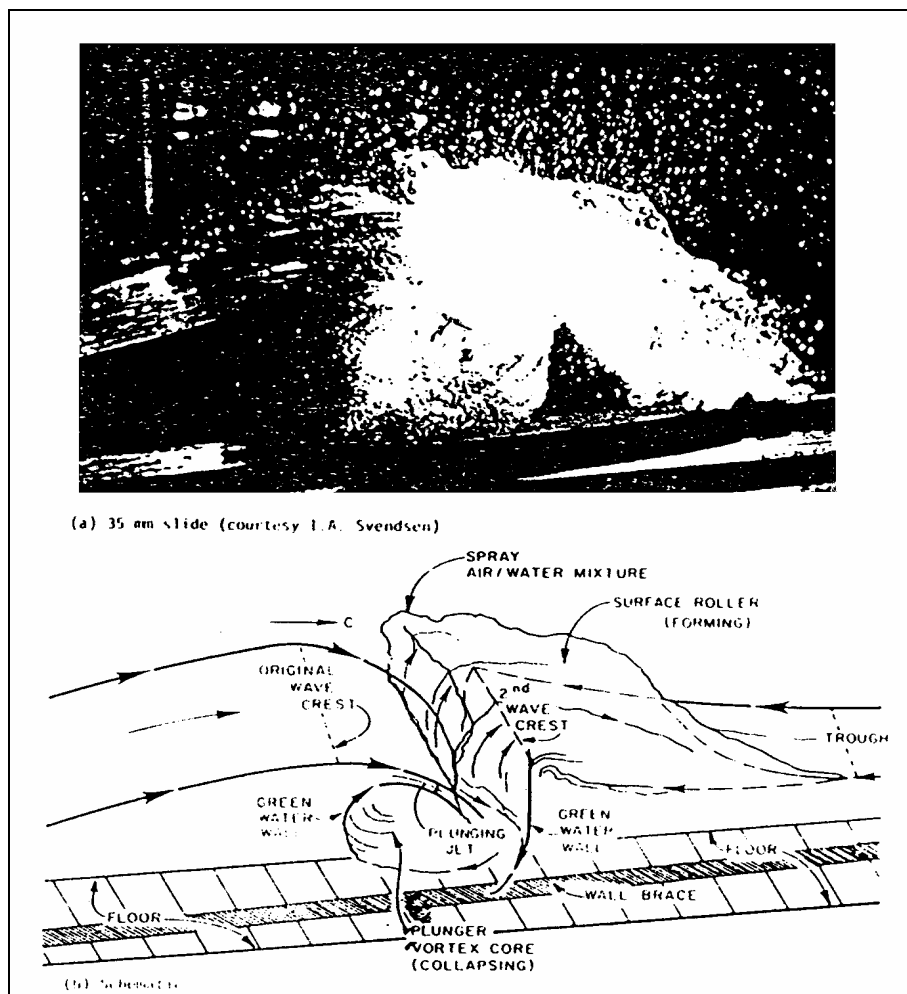 (a) 35 mm slide (courtesy I.A. Svendsen)
SPRAY
AIR/WATER MIXTURE
SURFACE ROLLER
(FORMING)
C
ORIGINAL
WAVE
CREST
2nd
WAVE
CREST
TROUGH
GREEN
WATER
WALL
PLUNGING
JET
GREEN
WATER
WALL
FLOOR
WALL BRACE
FLOOR
PLUNGER
VORTEX CORE
(COLLAPSING)
(b) Schematic